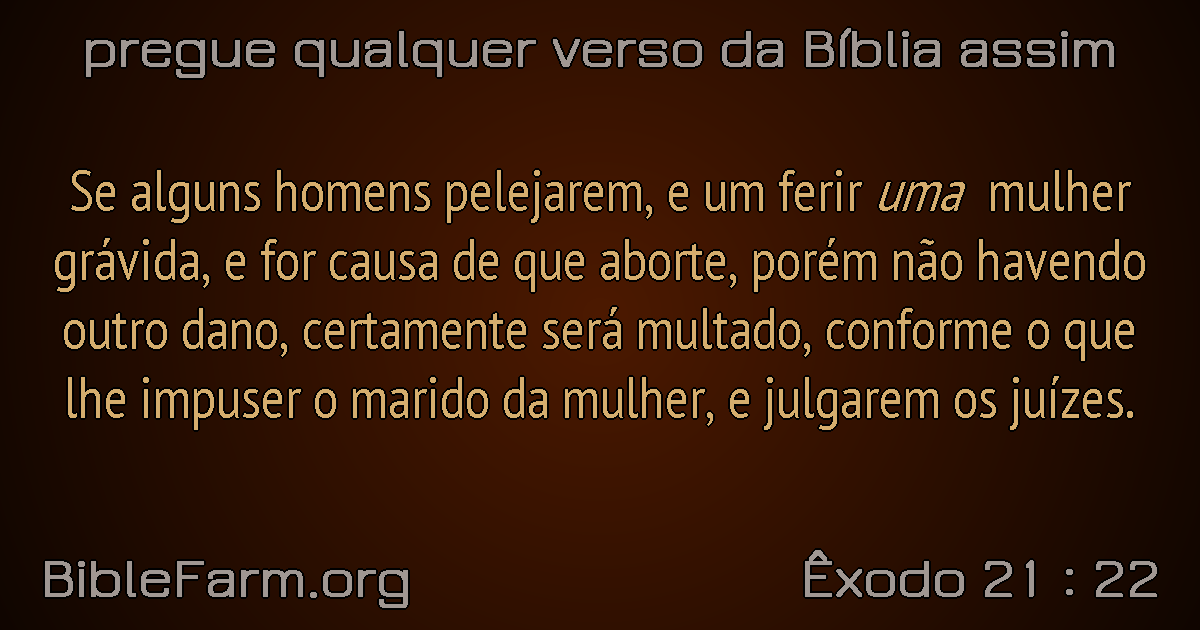 pregue qualquer verso da Bíblia assim
Se alguns homens pelejarem, e um ferir uma mulher
grávida, e for causa de que aborte, porém não havendo
outro dano, certamente será multado, conforme o que
lhe impuser o marido da mulher, e julgarem os juízes.
BibleFarm.org
Êxodo 21 : 22